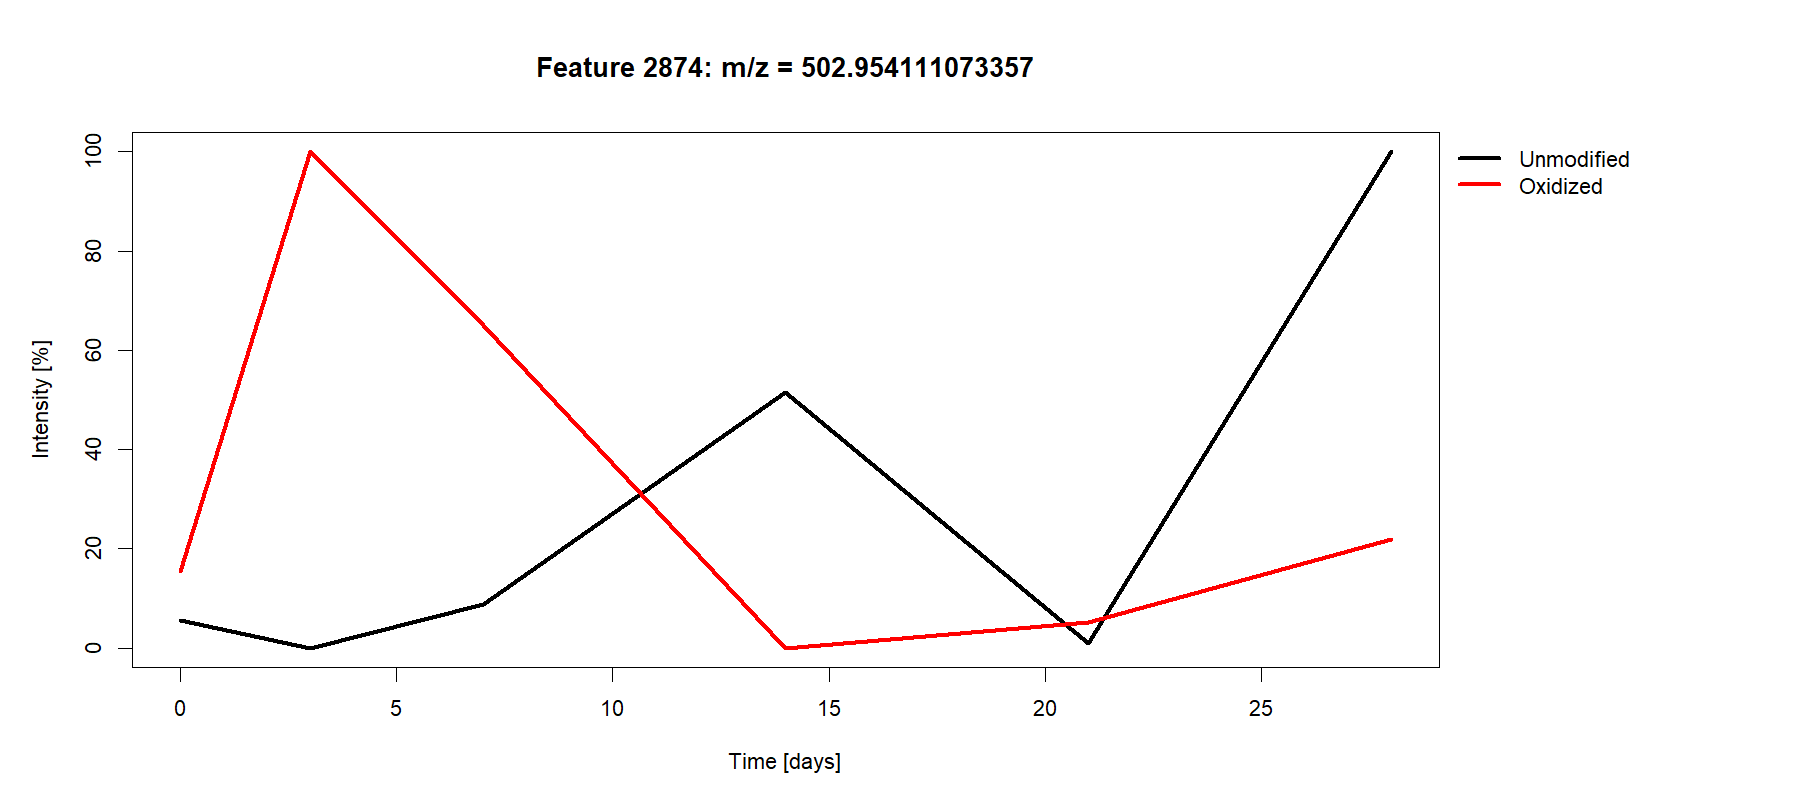 Feature 2874: m/z = 502.954111073357
Unmodified
Oxidized
Intensity [%]
100
80
60
40
20
0
0 5 10 15 20 25
Time [days]